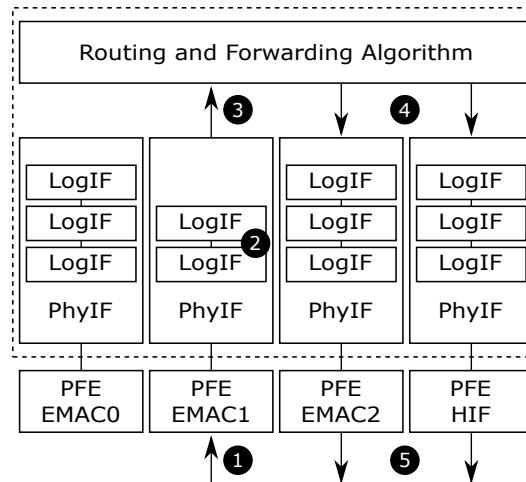 Routing and Forwarding Algorithm
3
4
LogIF
LogIF
LogIF
PhyIF
LogIF
2
LogIF
PhyIF
LogIF
LogIF
LogIF
PhyIF
LogIF
LogIF
LogIF
PhyIF
PFE
EMAC0
PFE
EMAC1
PFE
EMAC2
PFE
HIF
1
5